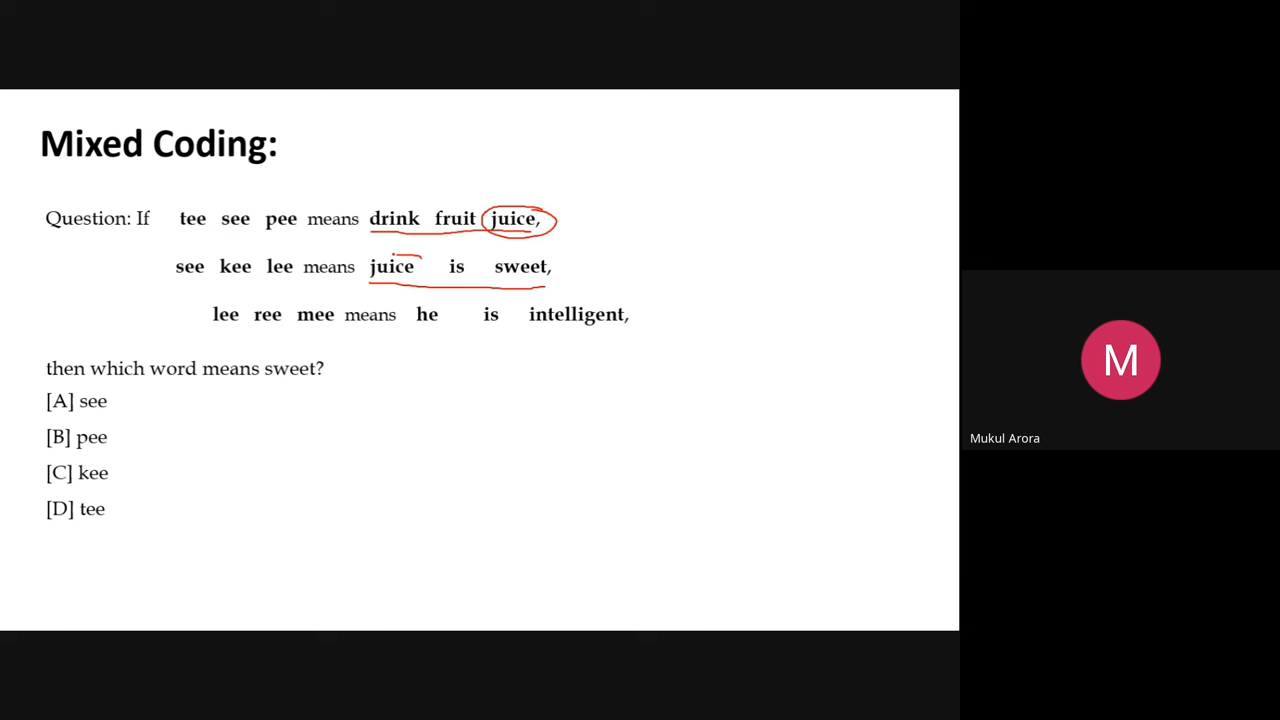 Mixed Coding:
Question: If tee see pee means drink fruit juice,
see kee lee means juice is sweet,
lee ree mee means he is intelligent,
then which word means sweet?
[A] see
[B] pee
[C] kee
[D] tee
M
Mukul Arora